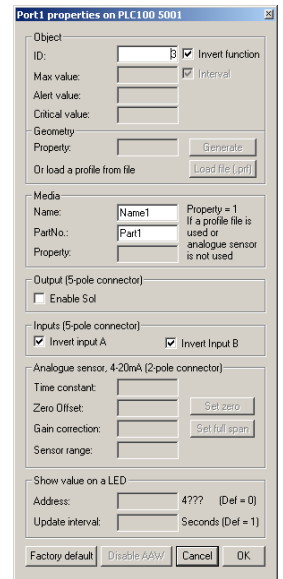 Port1 properties on PLC100 5001
Object
ID: 3 Invert function
Max value: Interval
Alert value:
Critical value:
Geometry
Property: Generate
Or load a profile from file Load file (.prf)
Media
Name: Name1 Property = 1
If a profile file is
PartNo.: Part1 used or
analogue sensor
Property: is not used
Output (5-pole connector)
Enable Sol
Inputs (5-pole connector)
Invert input A Invert Input B
Analogue sensor, 4-20mA (2-pole connector)
Time constant:
Zero Offset: Set zero
Gain correction: Set full span
Sensor range:
Show value on a LED
Address: 4??? (Def = 0)
Update interval: Seconds (Def = 1)
Factory default Disable AAW Cancel OK